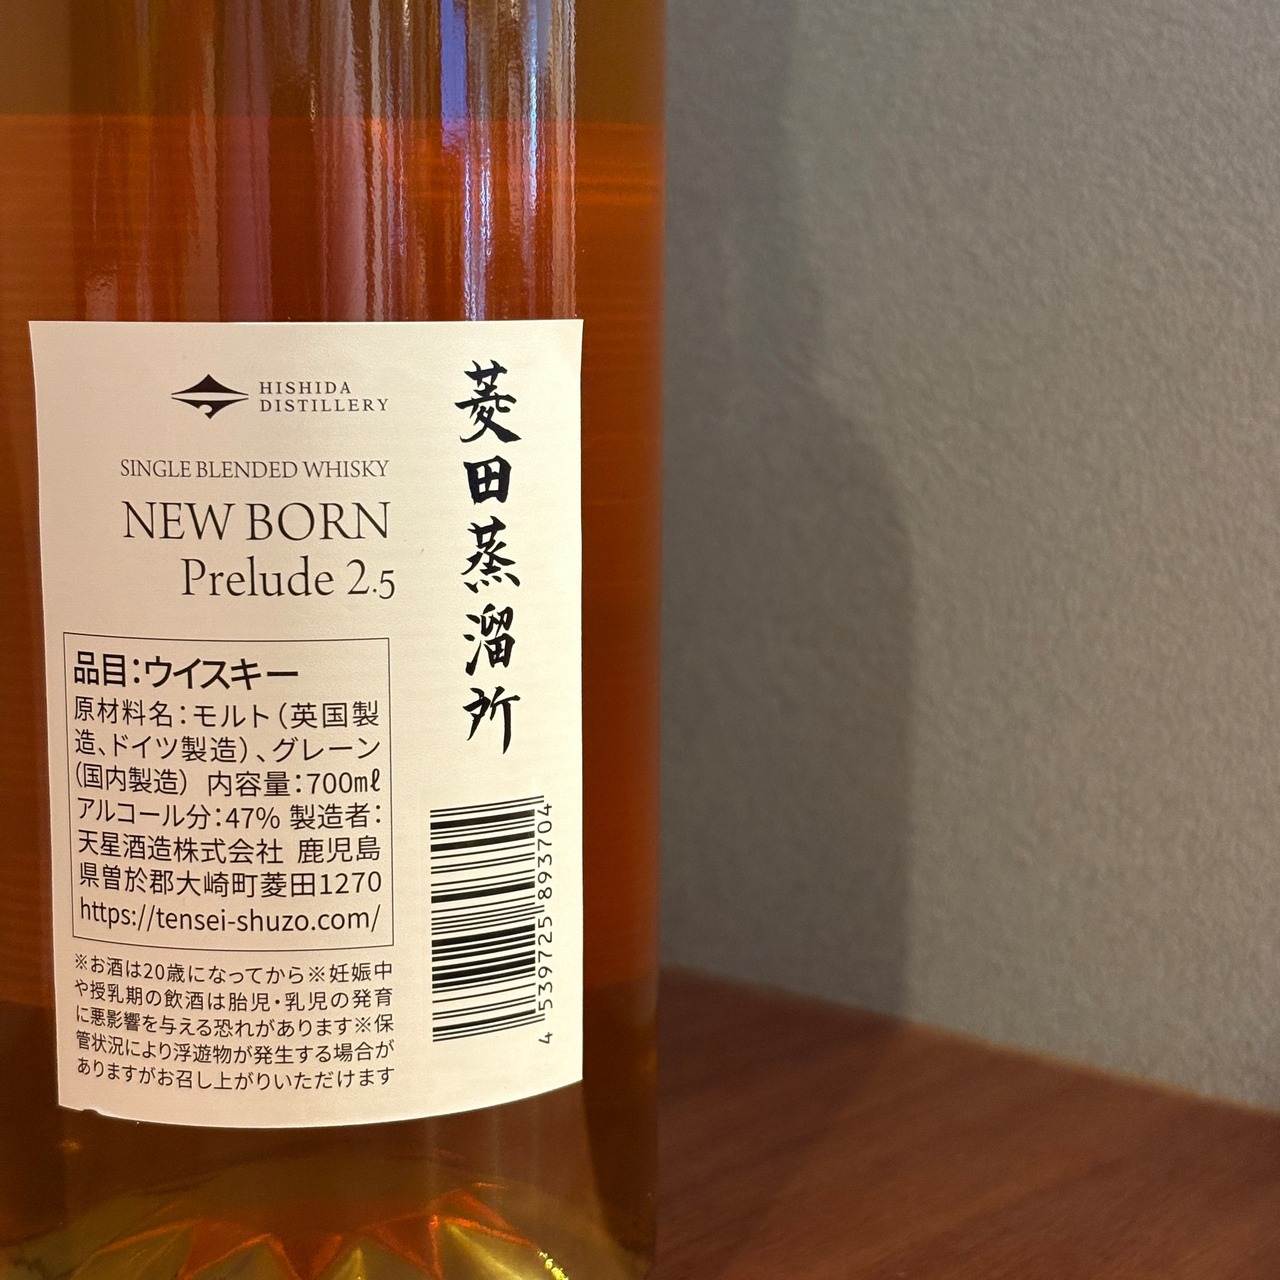 HISHIDA
DISTILLERY
SINGLE BLENDED WHISKY
NEW BORN
Prelude 2.5
菱田蒸溜所
品目：ウイスキー
原材料名：モルト（英国製
造、ドイツ製造）、グレーン
（国内製造） 内容量：700㎖
アルコール分：47% 製造者：
天星酒造株式会社 鹿児島
県曽於郡大崎町菱田1270
https://tensei-shuzo.com/
※お酒は20歳になってから※妊娠中
や授乳期の飲酒は胎児・乳児の発育
に悪影響を与える恐れがあります※保
管状況により浮遊物が発生する場合が
ありますがお召し上がりいただけます
4 539725 893704